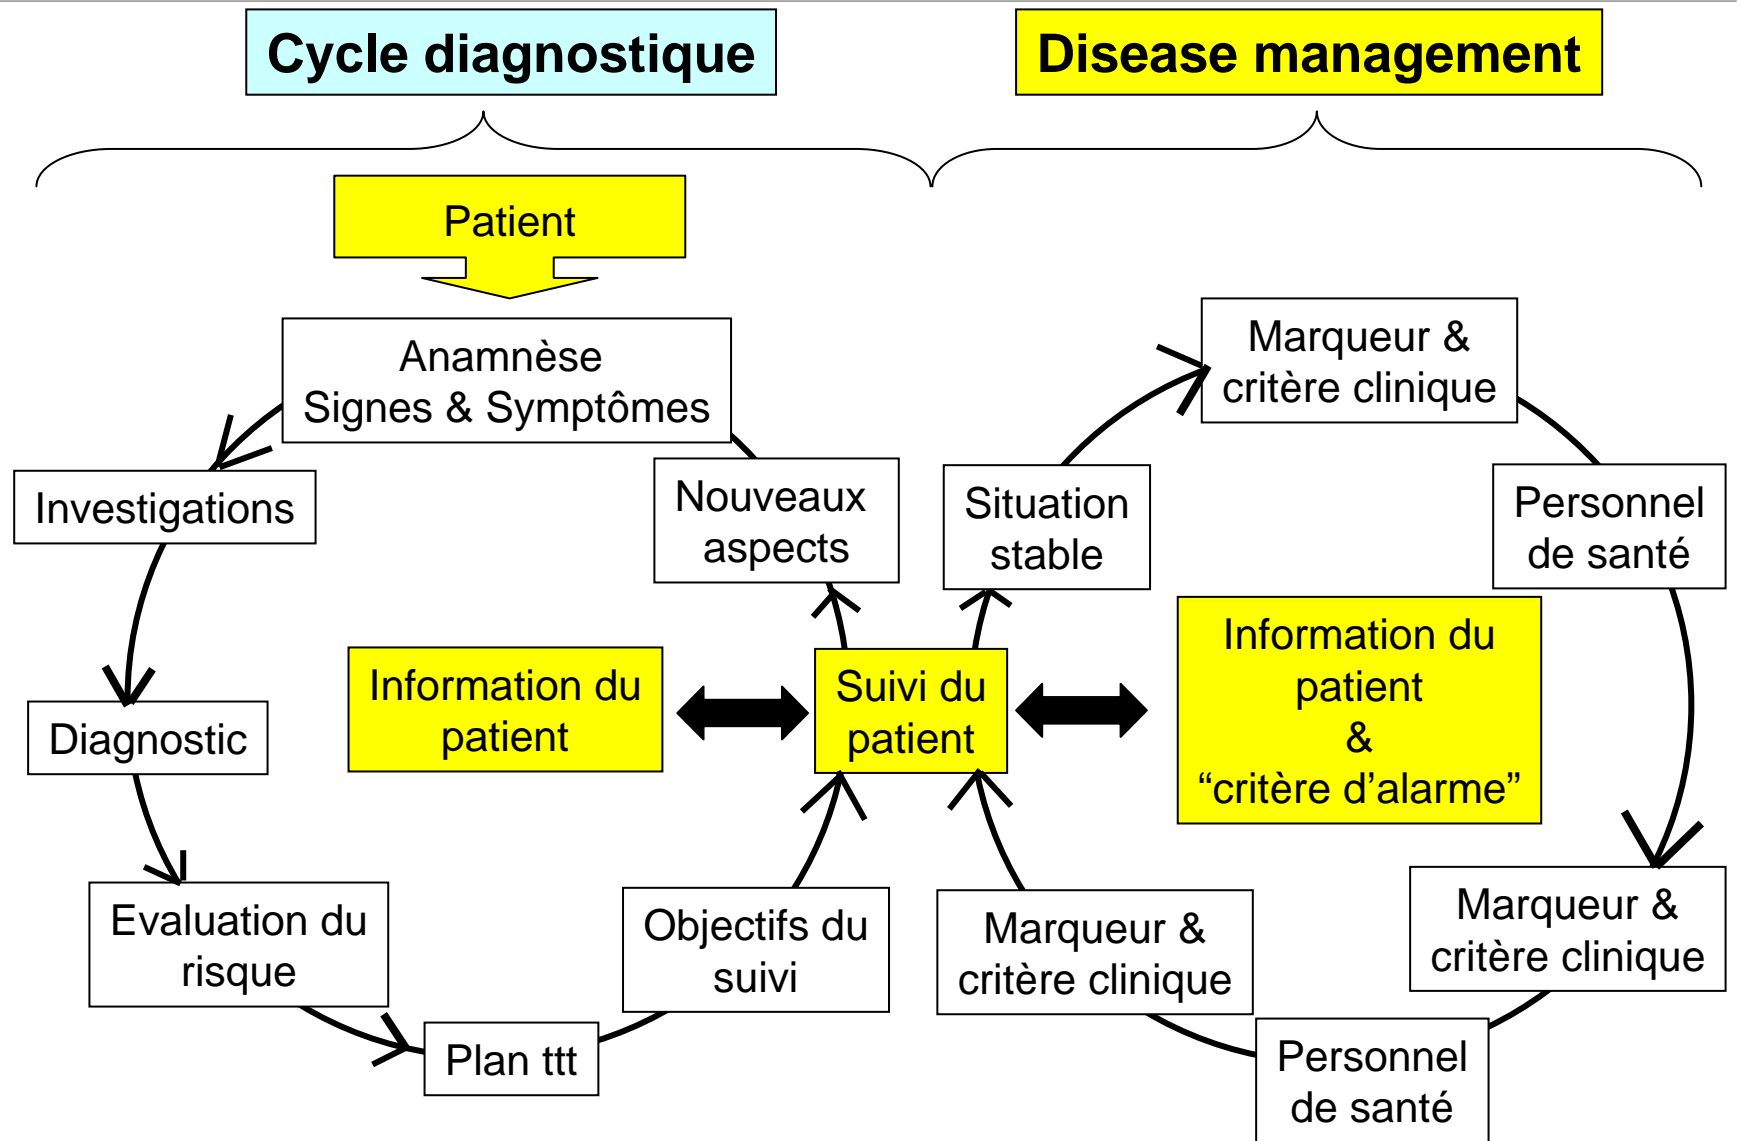 Cycle diagnostique
Disease management
Patient
Anamnèse
Signes & Symptômes
Investigations
Diagnostic
Evaluation du
risque
Plan ttt
Objectifs du
suivi
Suivi du
patient
Nouveaux
aspects
Information du
patient
Situation
stable
Marqueur &
critère clinique
Personnel
de santé
Marqueur &
critère clinique
Personnel
de santé
Marqueur &
critère clinique
Information du
patient
&
“critère d’alarme”